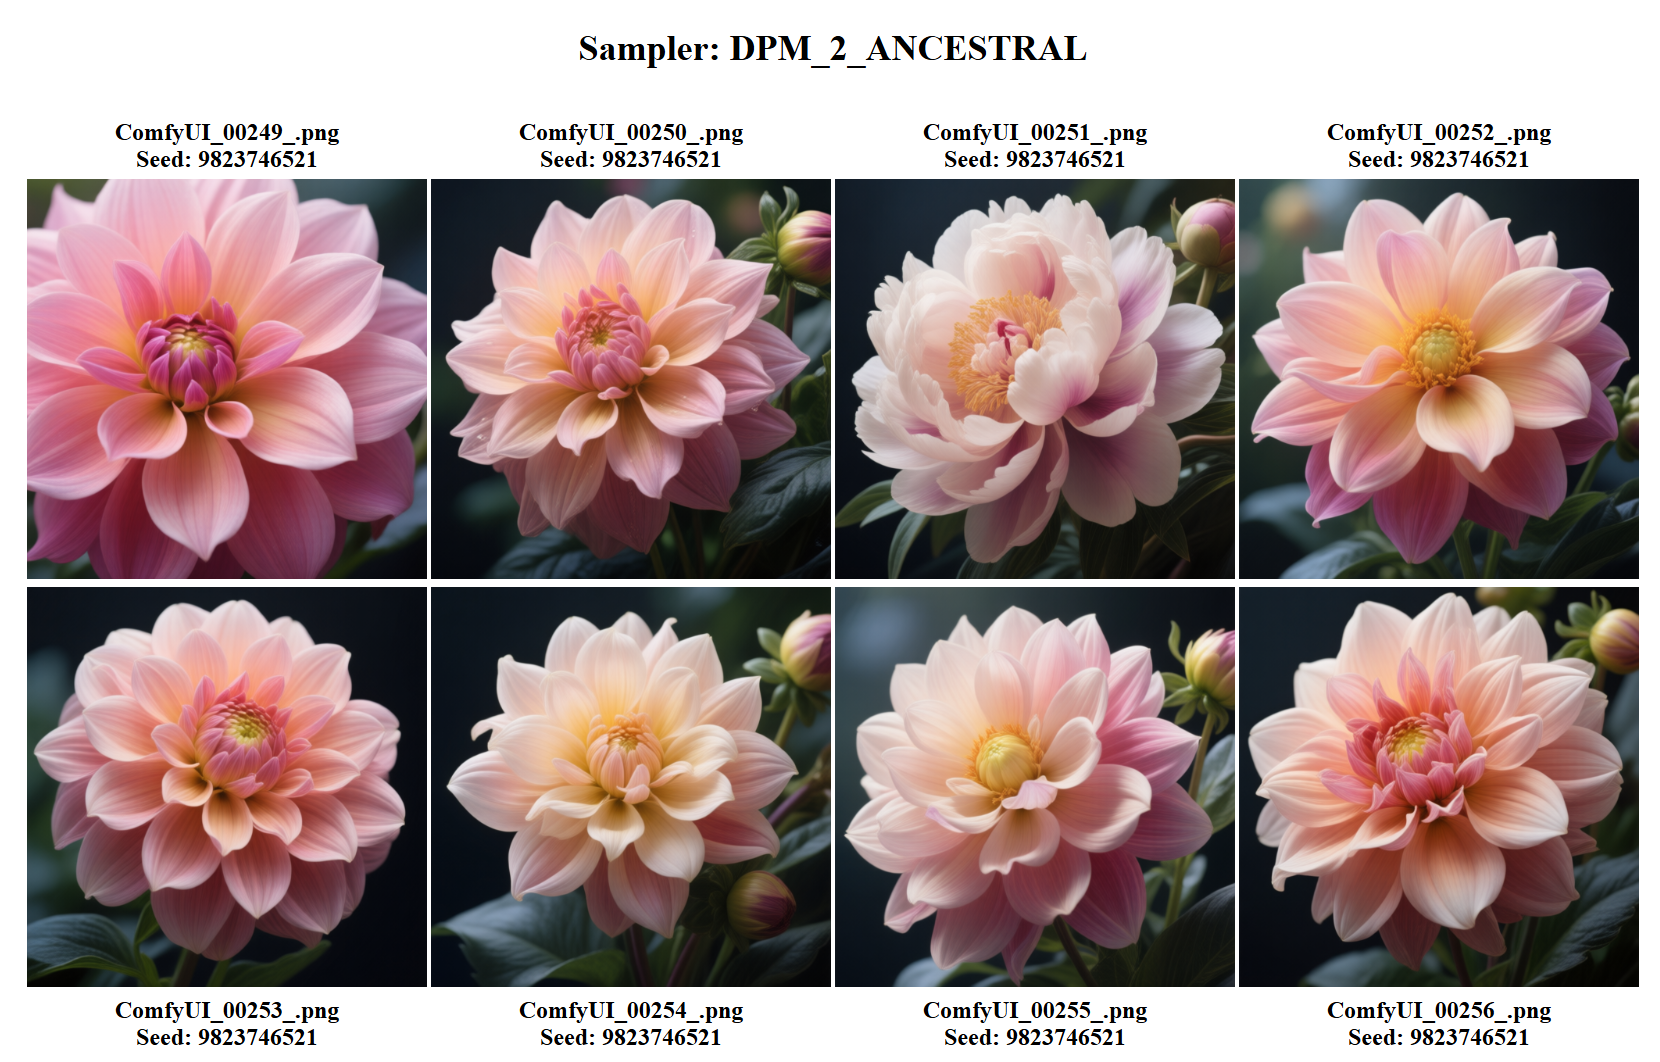 Sampler: DPM_2_ANCESTRAL
ComfyUI_00249_.png
Seed: 9823746521
ComfyUI_00250_.png
Seed: 9823746521
ComfyUI_00251_.png
Seed: 9823746521
ComfyUI_00252_.png
Seed: 9823746521
ComfyUI_00253_.png
Seed: 9823746521
ComfyUI_00254_.png
Seed: 9823746521
ComfyUI_00255_.png
Seed: 9823746521
ComfyUI_00256_.png
Seed: 9823746521